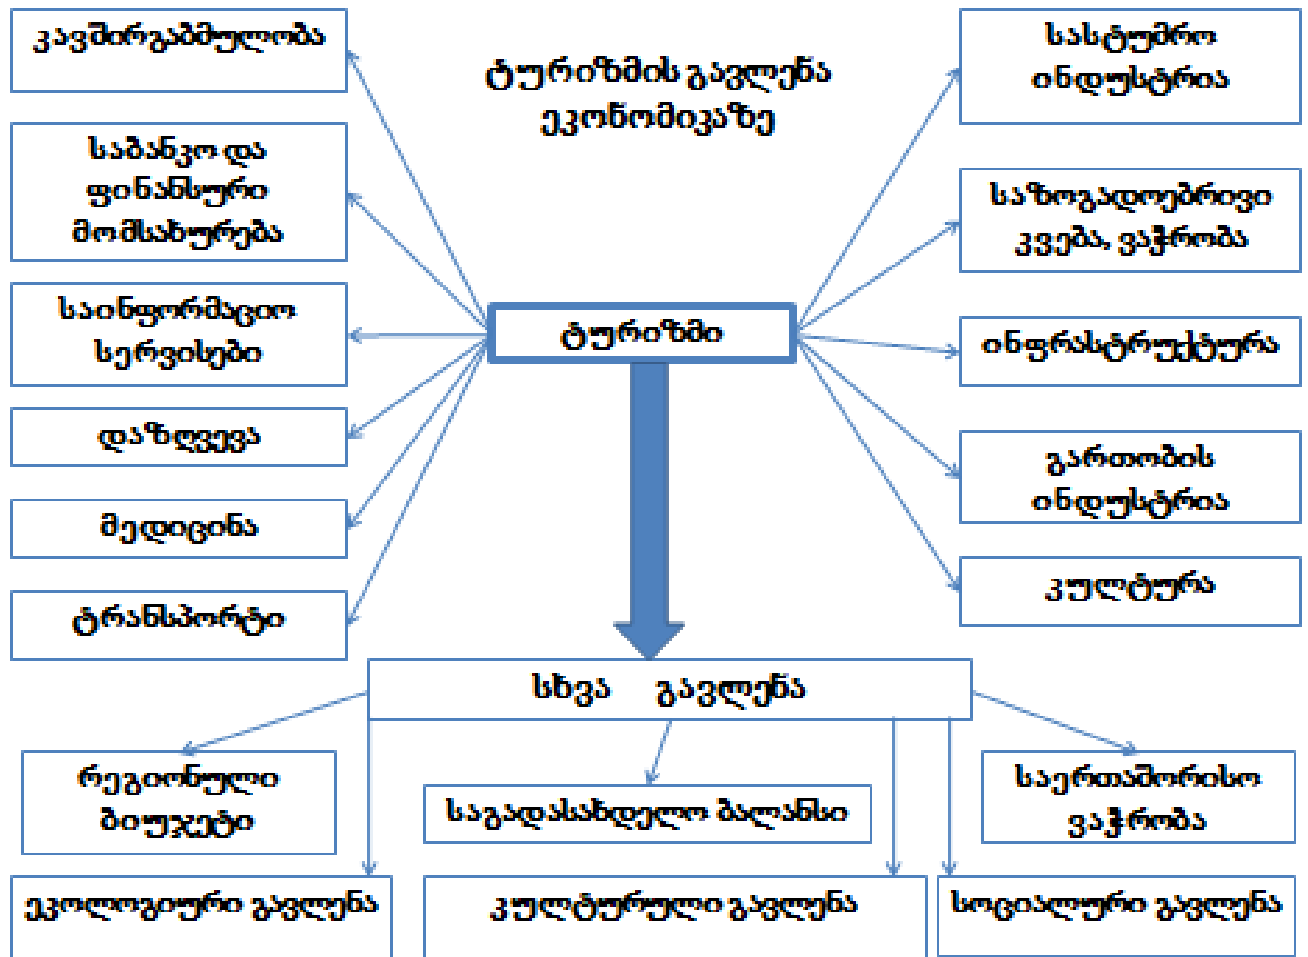 ტურიზმის გავლენა
ეკონომიკაზე
კავშირგაბმულობა
საბანკო და
ფინანსური
მომსახურება
საინფორმაციო
სერვისები
დაზღვევა
მედიცინა
ტრანსპორტი
ტურიზმი
სასტუმრო
ინდუსტრია
საზოგადოებრივი
კვება, ვაჭრობა
ინფრასტრუქტურა
გართობის
ინდუსტრია
კულტურა
სხვა გავლენა
რეგიონული
ბიუჯეტი
საგადასახდელო ბალანსი
საერთაშორისო
ვაჭრობა
ეკოლოგიური გავლენა
კულტურული გავლენა
სოციალური გავლენა